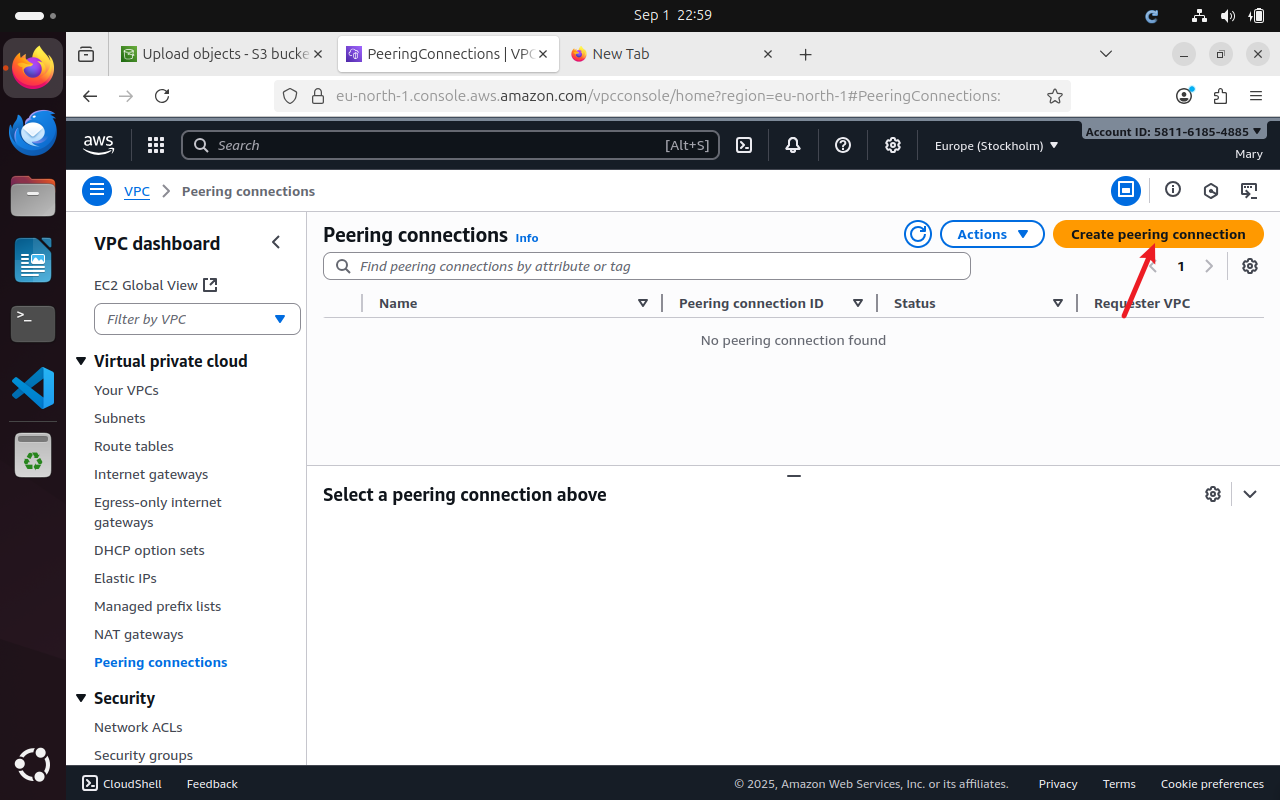 Sep 1 22:59
Upload objects - S3 bucke
PeeringConnections | VPC
New Tab
eu-north-1.console.aws.amazon.com/vpcconsole/home?region=eu-north-1#PeeringConnections:
aws
Search
[Alt+S]
Europe (Stockholm)
Account ID: 5811-6185-4885
Mary
VPC
Peering connections
VPC dashboard
EC2 Global View
Filter by VPC
Virtual private cloud
Your VPCs
Subnets
Route tables
Internet gateways
Egress-only internet
gateways
DHCP option sets
Elastic IPs
Managed prefix lists
NAT gateways
Peering connections
Security
Network ACLs
Security groups
Peering connections Info
Actions
Create peering connection
Find peering connections by attribute or tag
1
Name
Peering connection ID
Status
Requester VPC
No peering connection found
Select a peering connection above
CloudShell
Feedback
© 2025, Amazon Web Services, Inc. or its affiliates.
Privacy
Terms
Cookie preferences